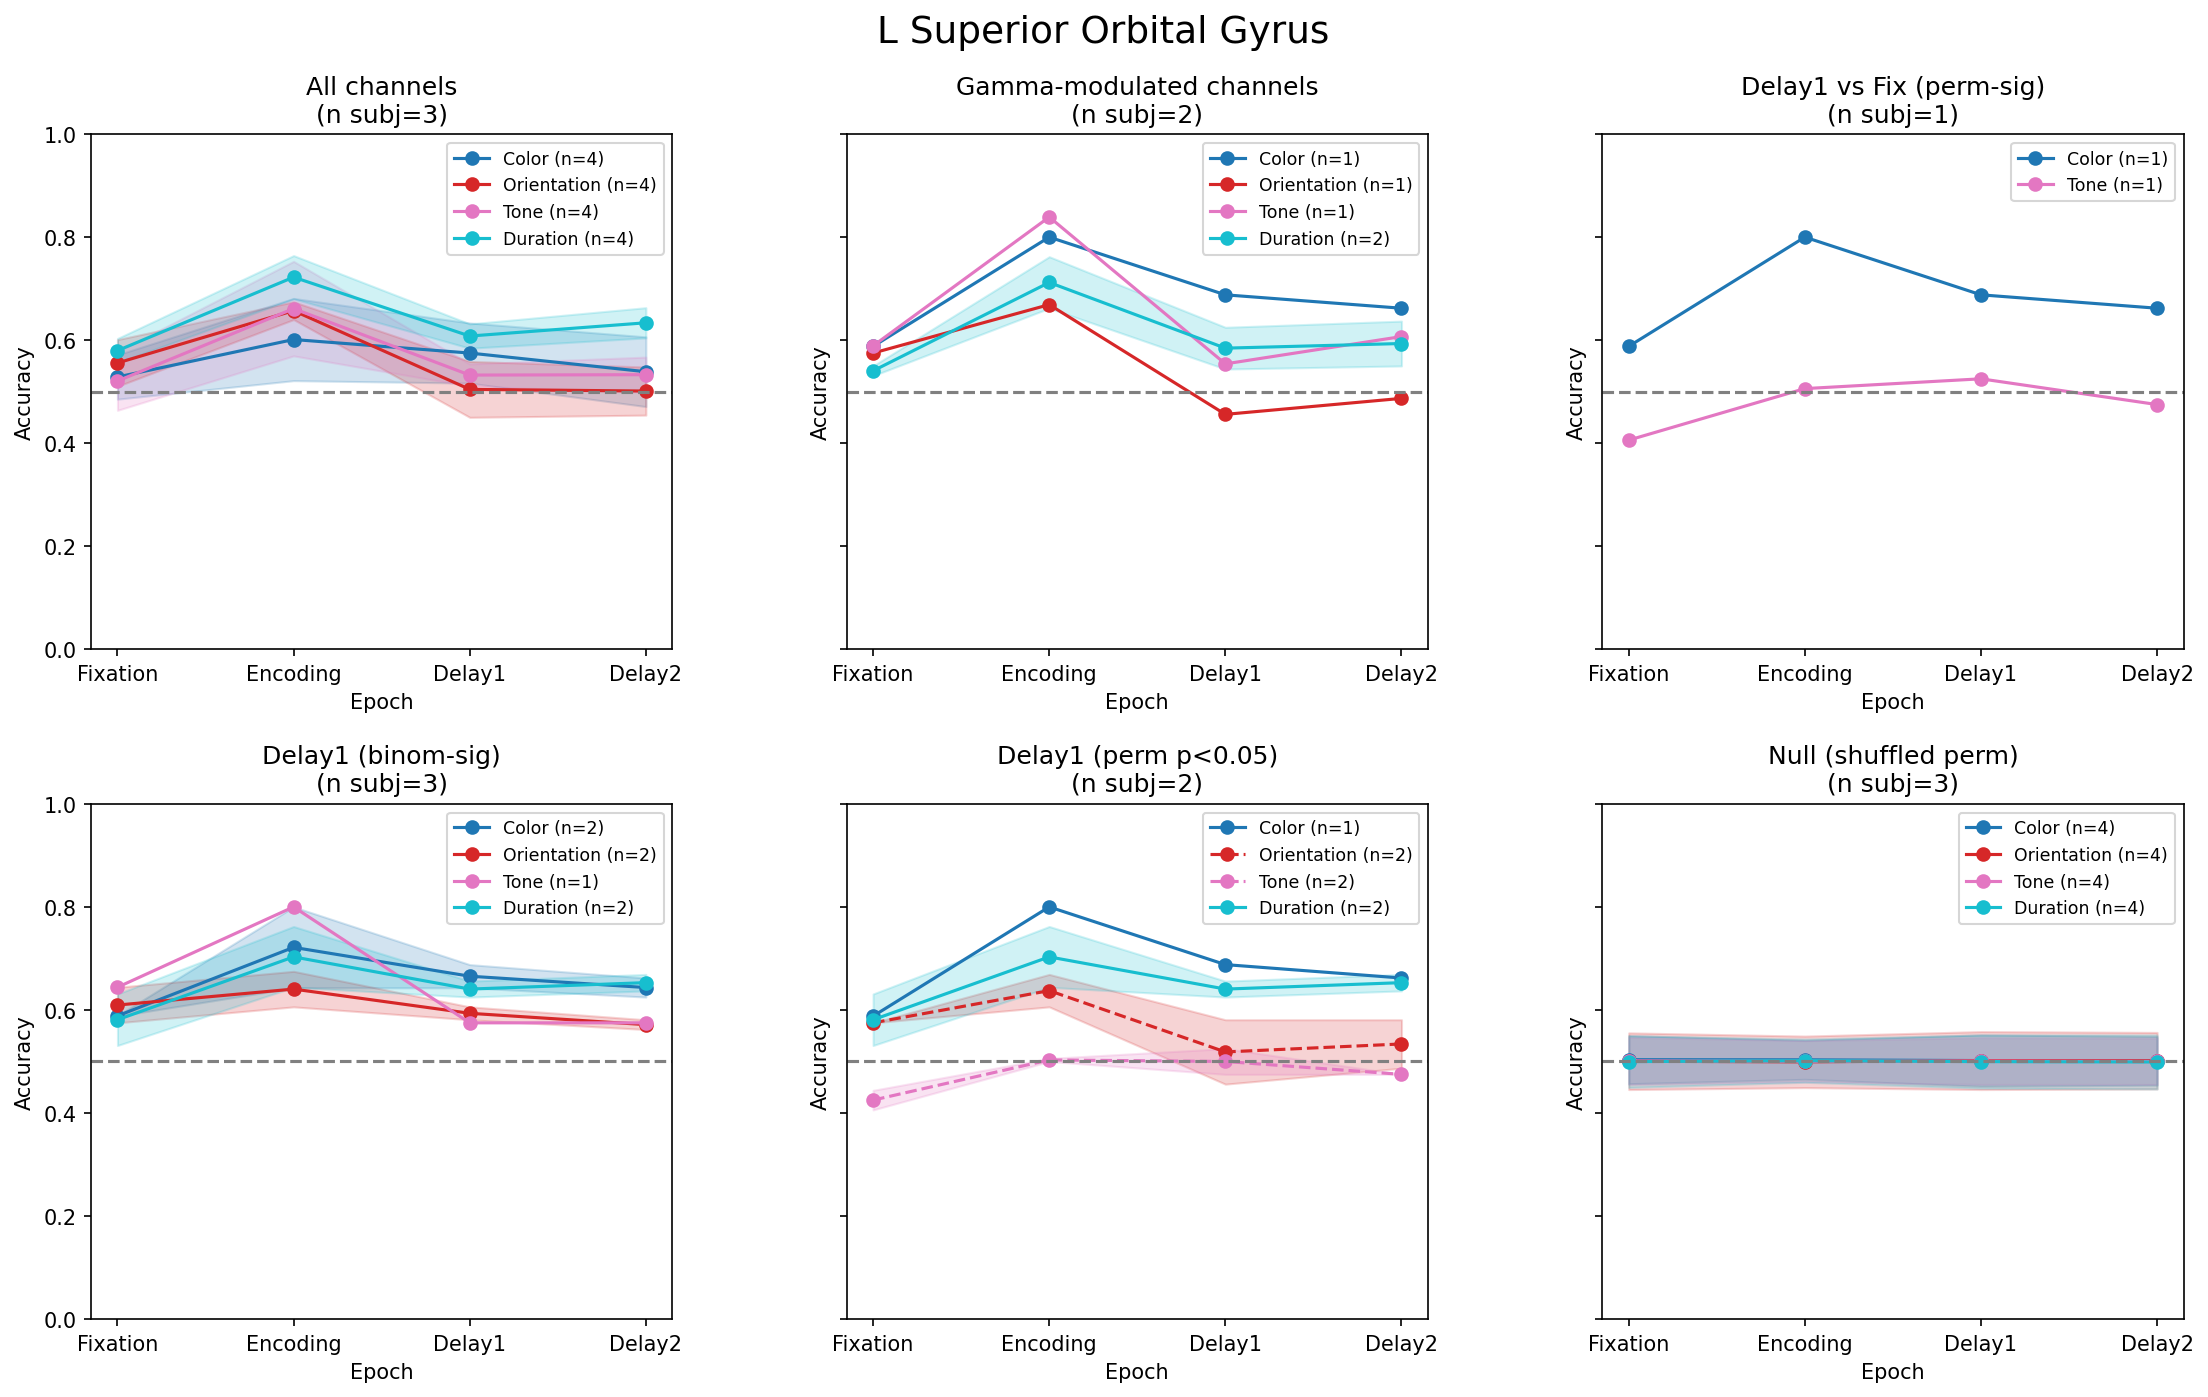 L Superior Orbital Gyrus
All channels
(n subj=3)
1.0
0.8
0.6
0.4
0.2
0.0
Accuracy
Color (n=4)
Orientation (n=4)
Tone (n=4)
Duration (n=4)
Fixation Encoding Delay1 Delay2
Epoch
Gamma-modulated channels
(n subj=2)
Accuracy
Color (n=1)
Orientation (n=1)
Tone (n=1)
Duration (n=2)
Fixation Encoding Delay1 Delay2
Epoch
Delay1 vs Fix (perm-sig)
(n subj=1)
Accuracy
Color (n=1)
Tone (n=1)
Fixation Encoding Delay1 Delay2
Epoch
Delay1 (binom-sig)
(n subj=3)
1.0
0.8
0.6
0.4
0.2
0.0
Accuracy
Color (n=2)
Orientation (n=2)
Tone (n=1)
Duration (n=2)
Fixation Encoding Delay1 Delay2
Epoch
Delay1 (perm p<0.05)
(n subj=2)
Accuracy
Color (n=1)
Orientation (n=2)
Tone (n=2)
Duration (n=2)
Fixation Encoding Delay1 Delay2
Epoch
Null (shuffled perm)
(n subj=3)
Accuracy
Color (n=4)
Orientation (n=4)
Tone (n=4)
Duration (n=4)
Fixation Encoding Delay1 Delay2
Epoch